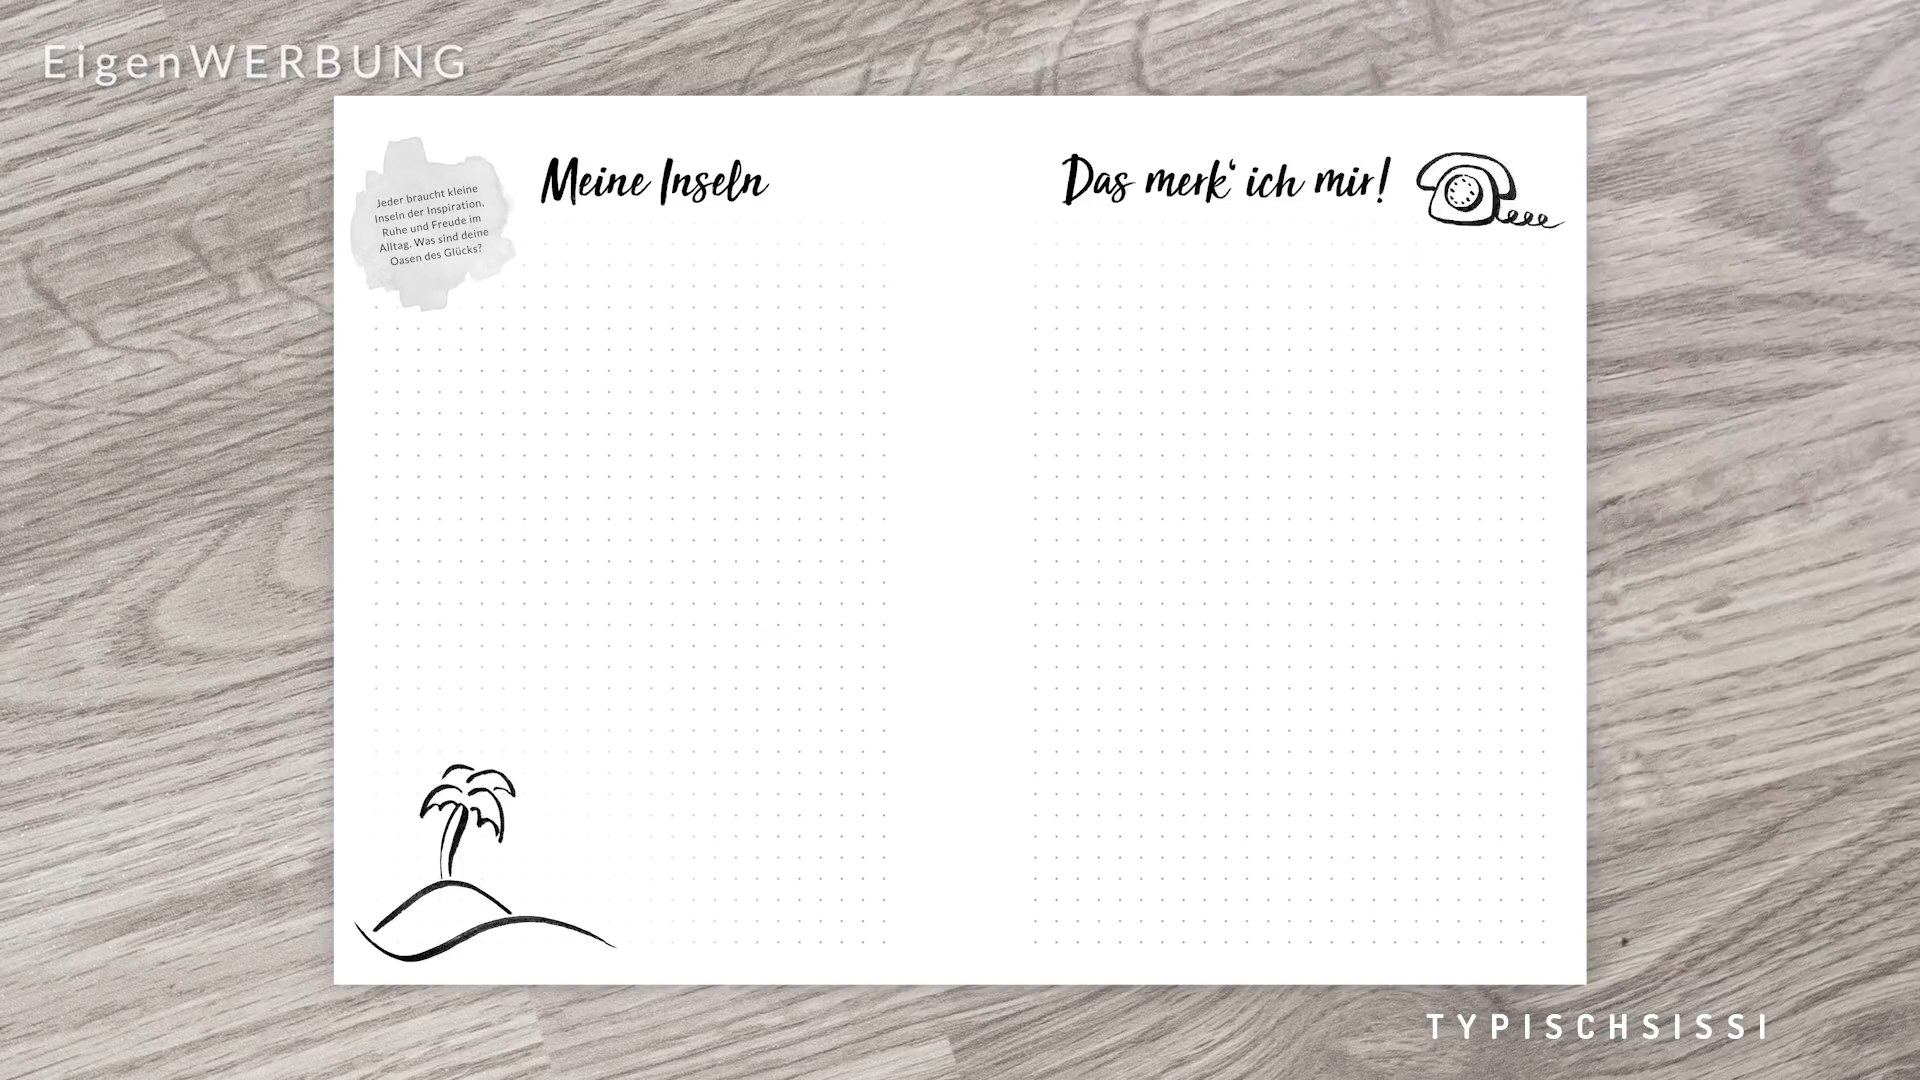 EigenWERBUNG
Jeder braucht kleine
Inseln der Inspiration,
Ruhe und Freude im
Alltag. Was sind deine
Oasen des Glücks?
Meine Inseln
Das merk‘ ich mir!
TYPISCHSISSI